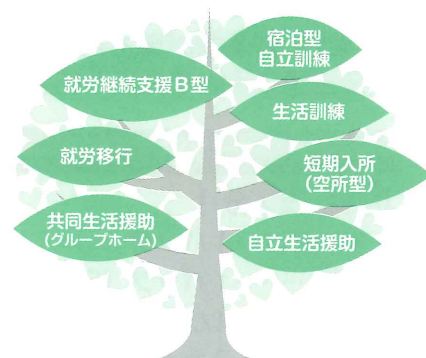 宿泊型
自立訓練
就労継続支援B型
生活訓練
就労移行
短期入所
(空所型)
共同生活援助
(グループホーム)
自立生活援助